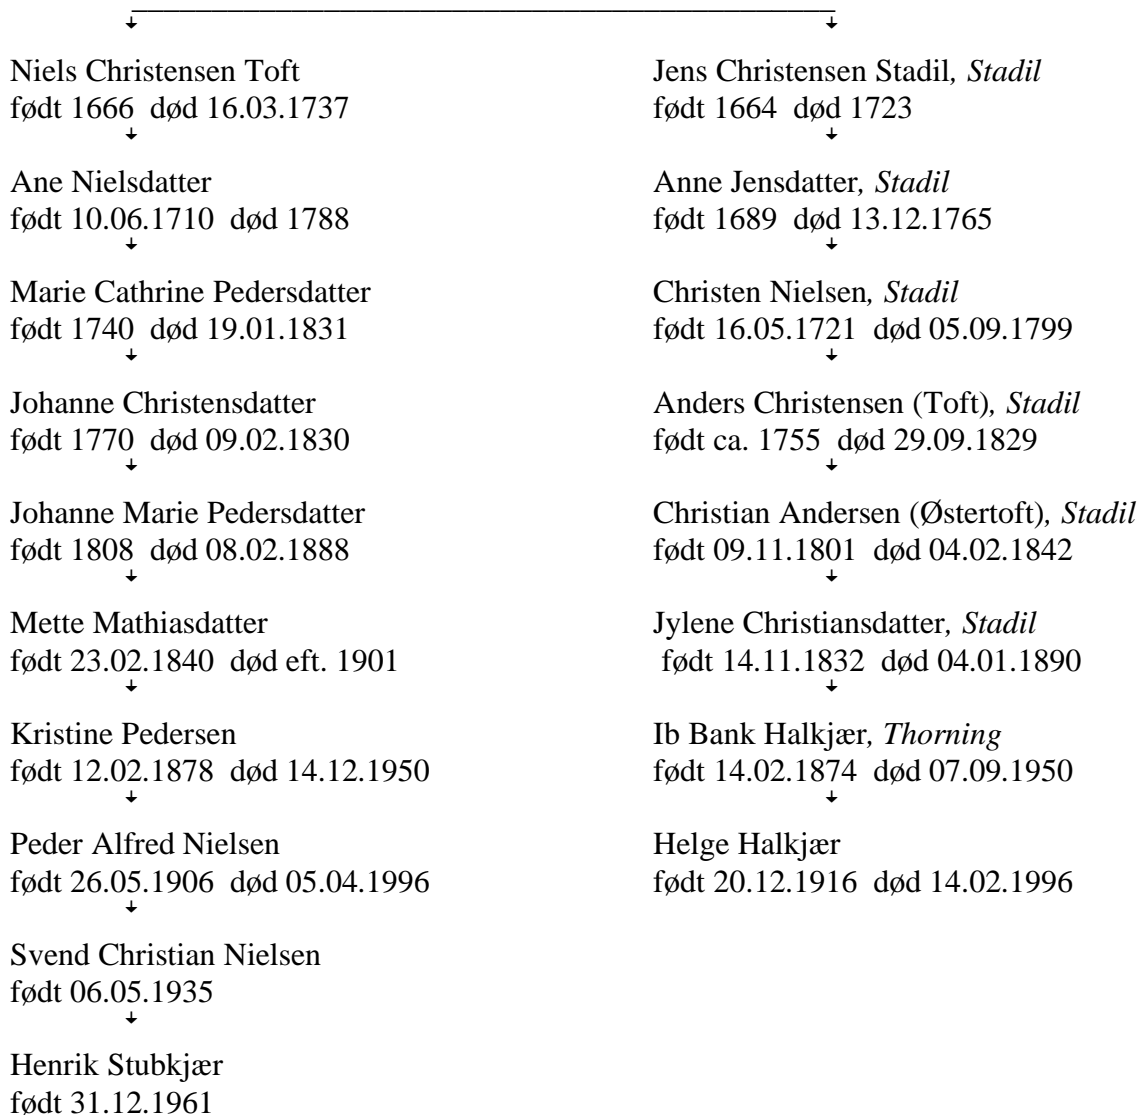 Niels Christensen Toft
født 1666 død 16.03.1737
Ane Nielsdatter
født 10.06.1710 død 1788
Marie Cathrine Pedersdatter
født 1740 død 19.01.1831
Johanne Christensdatter
født 1770 død 09.02.1830
Johanne Marie Pedersdatter
født 1808 død 08.02.1888
Mette Mathiasdatter
født 23.02.1840 død eft. 1901
Kristine Pedersen
født 12.02.1878 død 14.12.1950
Peder Alfred Nielsen
født 26.05.1906 død 05.04.1996
Svend Christian Nielsen
født 06.05.1935
Henrik Stubkjær
født 31.12.1961
Jens Christensen Stadil, Stadil
født 1664 død 1723
Anne Jensdatter, Stadil
født 1689 død 13.12.1765
Christen Nielsen, Stadil
født 16.05.1721 død 05.09.1799
Anders Christensen (Toft), Stadil
født ca. 1755 død 29.09.1829
Christian Andersen (Østertoft), Stadil
født 09.11.1801 død 04.02.1842
Jylene Christiansdatter, Stadil
født 14.11.1832 død 04.01.1890
Ib Bank Halkjær, Thorning
født 14.02.1874 død 07.09.1950
Helge Halkjær
født 20.12.1916 død 14.02.1996